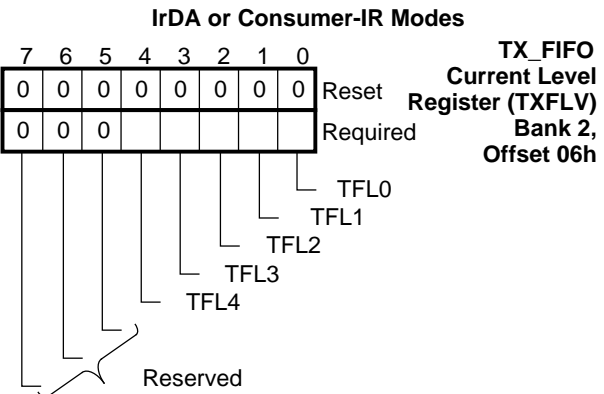 IrDA or Consumer-IR Modes
7 6 5 4 3 2 1 0
0 0 0 0 0 0 0 0 Reset
0 0 0 Required
TX_FIFO
Current Level
Register (TXFLV)
Bank 2,
Offset 06h
TFL0
TFL1
TFL2
TFL3
TFL4
Reserved